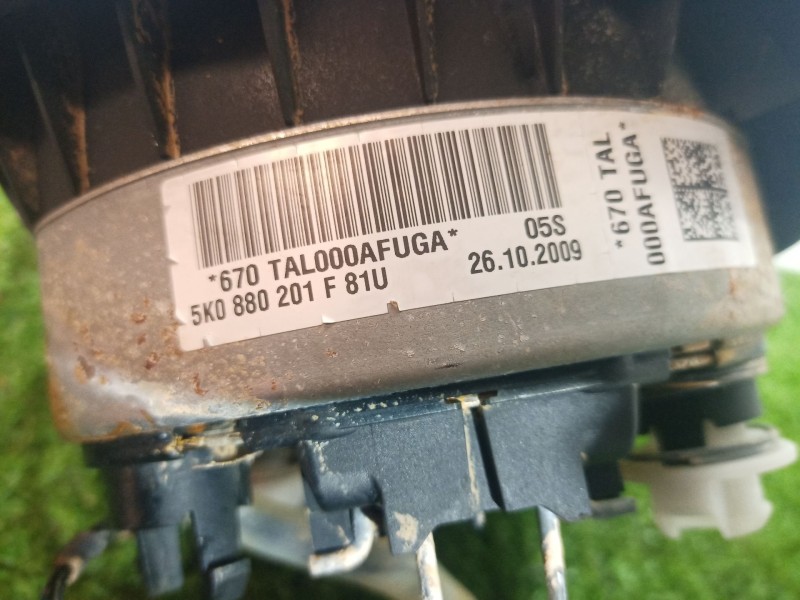 *670 TAL000AFUGA* 05S
5K0 880 201 F 81U 26.10.2009
*670 TAL
000AFUGA*